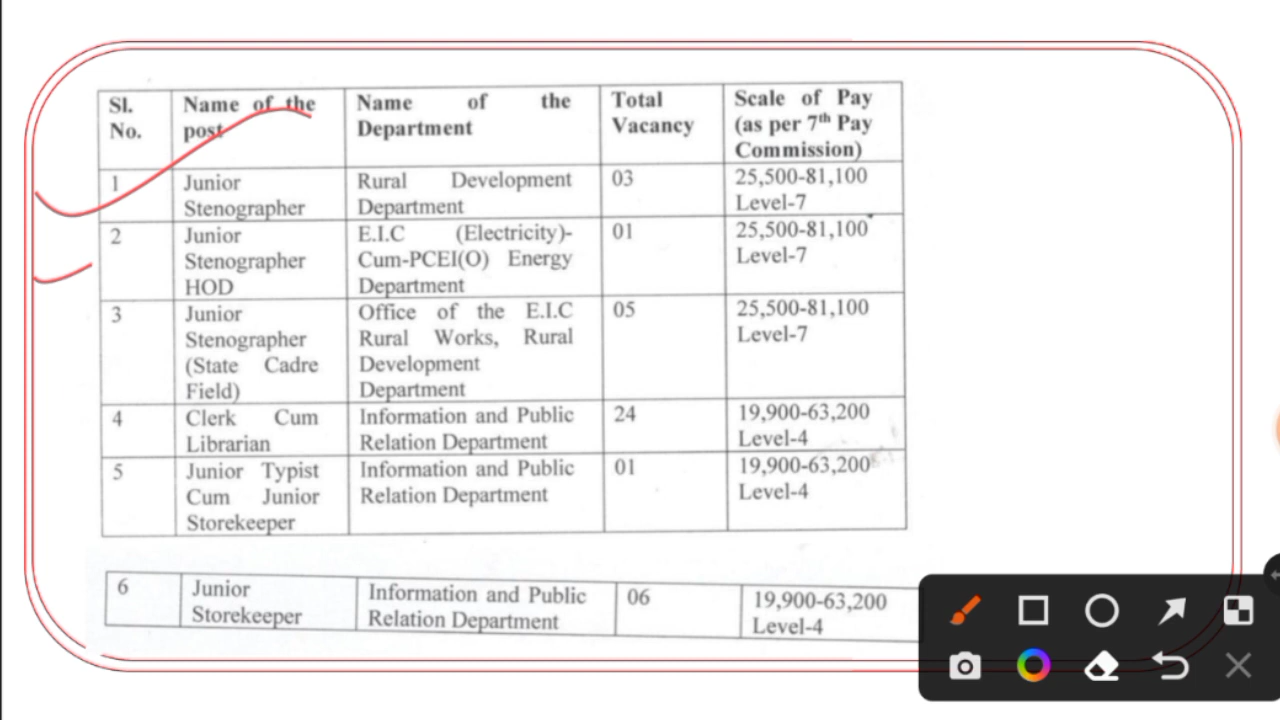 Sl. No.
Name of the post
Name of the Department
Total Vacancy
Scale of Pay (as per 7th Pay Commission)
1
Junior Stenographer
Rural Development Department
03
25,500-81,100 Level-7
2
Junior Stenographer HOD
E.I.C (Electricity)-Cum-PCEI(O) Energy Department
01
25,500-81,100 Level-7
3
Junior Stenographer (State Cadre Field)
Office of the E.I.C Rural Works, Rural Development Department
05
25,500-81,100 Level-7
4
Clerk Cum Librarian
Information and Public Relation Department
24
19,900-63,200 Level-4
5
Junior Typist Cum Junior Storekeeper
Information and Public Relation Department
01
19,900-63,200 Level-4
6
Junior Storekeeper
Information and Public Relation Department
06
19,900-63,200 Level-4